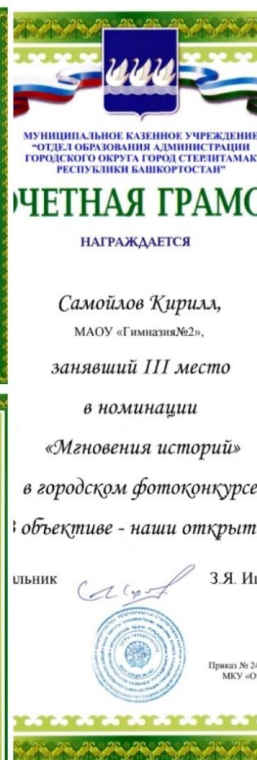 МУНИЦИПАЛЬНОЕ КАЗЕННОЕ УЧРЕЖДЕНИЕ
“ОТДЕЛ ОБРАЗОВАНИЯ АДМИНИСТРАЦИИ
ГОРОДСКОГО ОКРУГА ГОРОД СТЕРЛИТАМАК
РЕСПУБЛИКИ БАШКОРТОСТАН”
ЧЕТНАЯ ГРАМО
НАГРАЖДАЕТСЯ
Самойлов Кирилл,
МАОУ «Гимназия№2»,
занявший III место
в номинации
«Мгновения историй»
в городском фотоконкурсе
объективе - наши открыт
льник
З.Я. И
Приказ № 2
МКУ «О